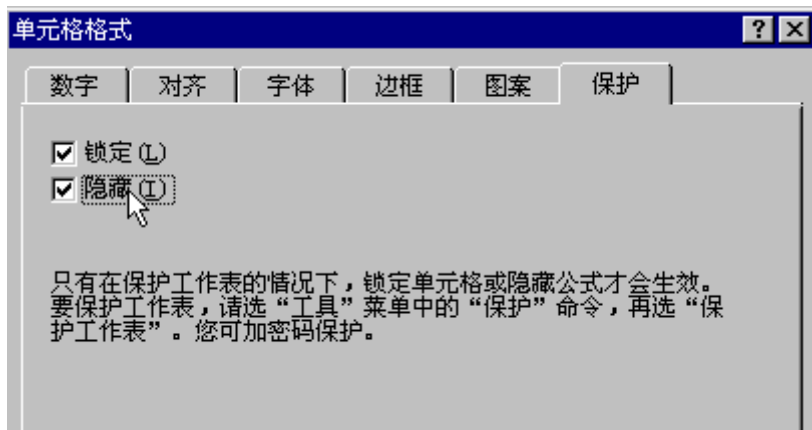 单元格格式
数字 对齐 字体 边框 图案 保护
锁定(L)
隐藏(I)
只有在保护工作表的情况下，锁定单元格或隐藏公式才会生效。
要保护工作表，请选“工具”菜单中的“保护”命令，再选“保
护工作表”。您可加密码保护。